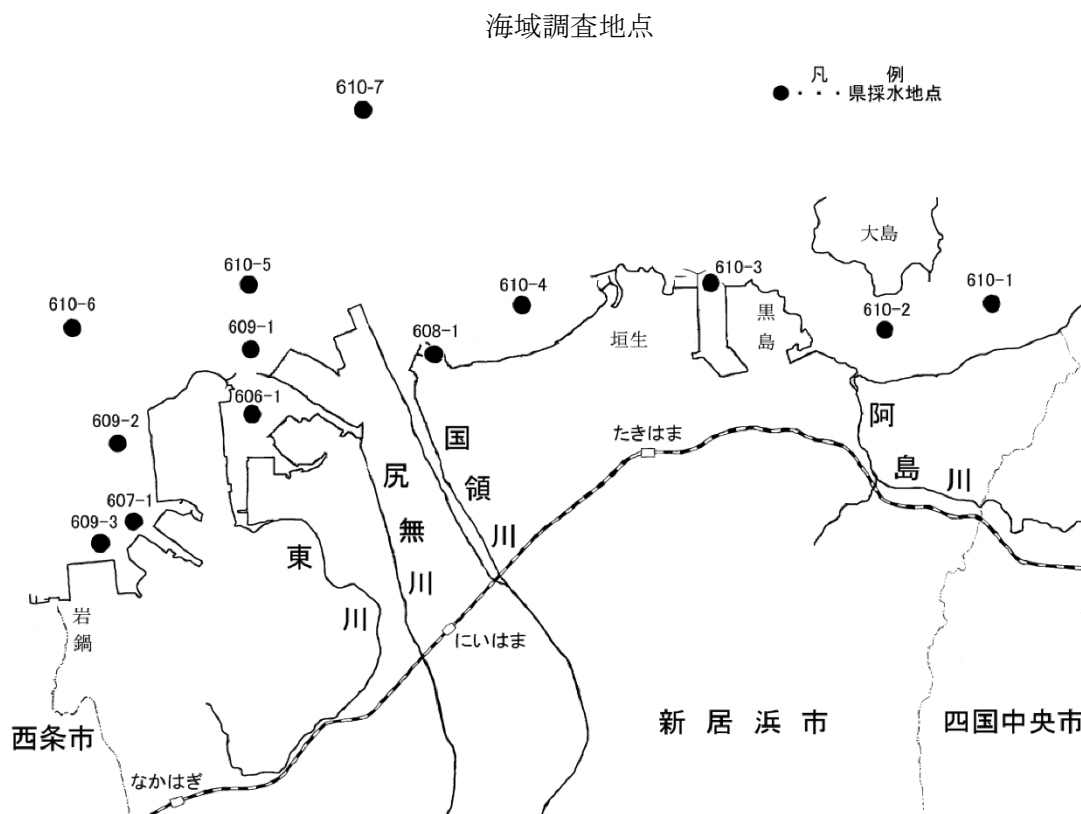 海域調査地点
610-7
凡 例
●・・・県採水地点
大島
610-5
610-3
610-4
610-1
610-6
610-2
609-1
608-1
垣生
黒島
606-1
609-2
国領川
たきはま
阿島川
尻無川
607-1
609-3
東川
岩鍋
にいはま
西条市
新居浜市
四国中央市
なかはぎ